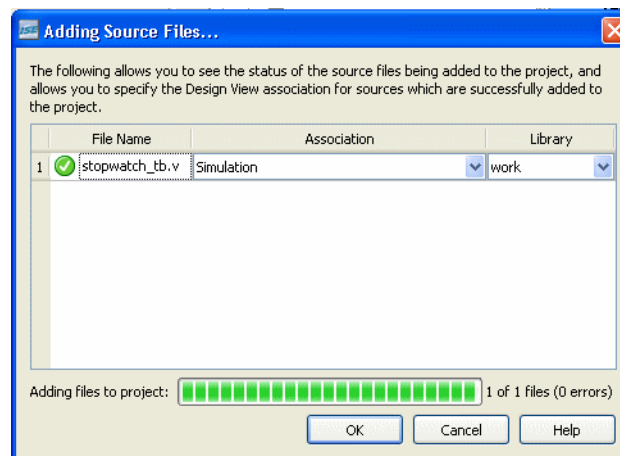 ISE Adding Source Files...
The following allows you to see the status of the source files being added to the project, and
allows you to specify the Design View association for sources which are successfully added to
the project.
File Name Association Library
1 stopwatch_tb.v Simulation work
Adding files to project: 1 of 1 files (0 errors)
OK Cancel Help